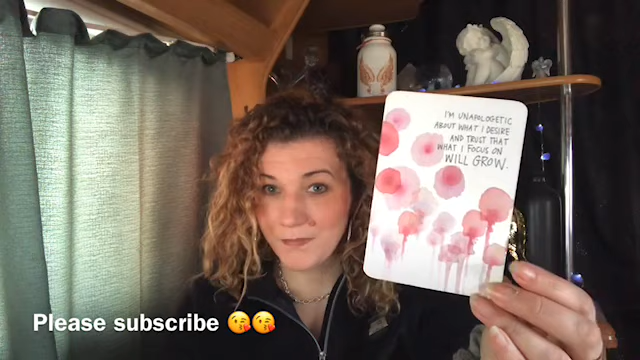 I'M UNAPOLOGETIC
ABOUT WHAT I DESIRE
AND TRUST THAT
WHAT I FOCUS ON
WILL GROW.
Please subscribe 😘😘